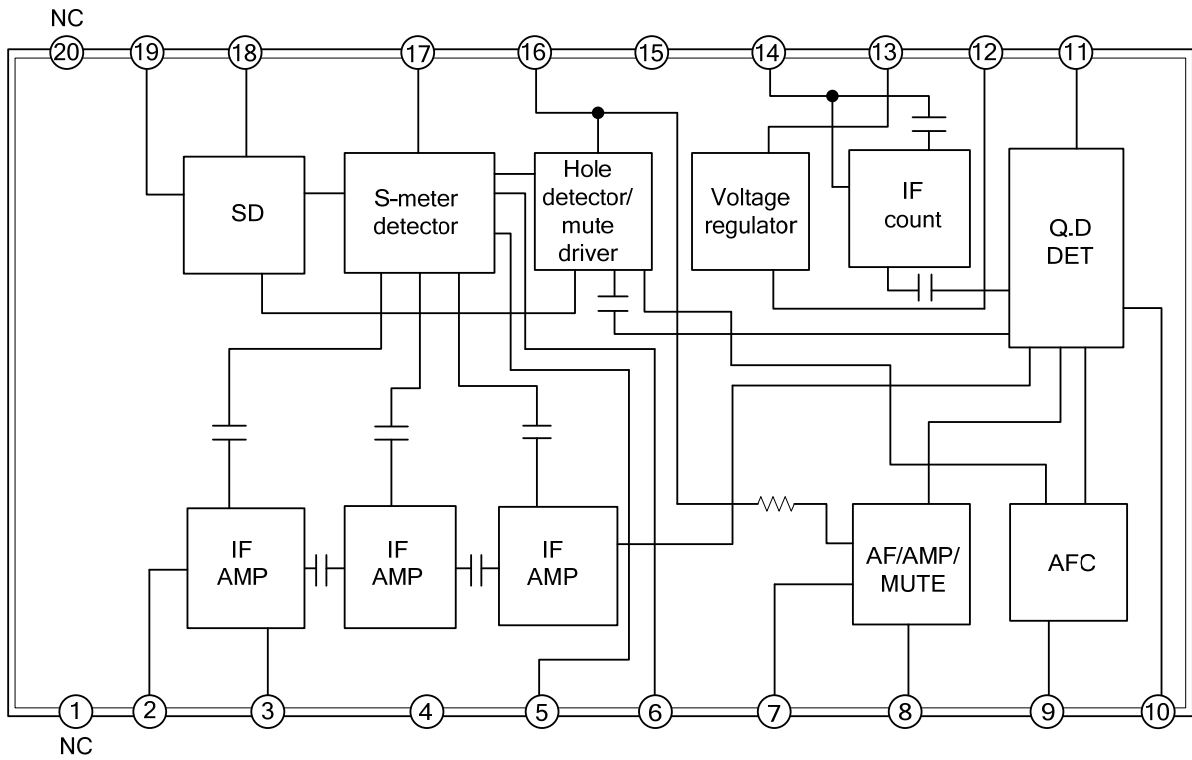 NC
20 19 18 17 16 15 14 13 12 11
SD
S-meter
detector
Hole
detector/
mute
driver
Voltage
regulator
IF
count
Q.D
DET
IF
AMP
IF
AMP
IF
AMP
AF/AMP/
MUTE
AFC
1 2 3 4 5 6 7 8 9 10
NC